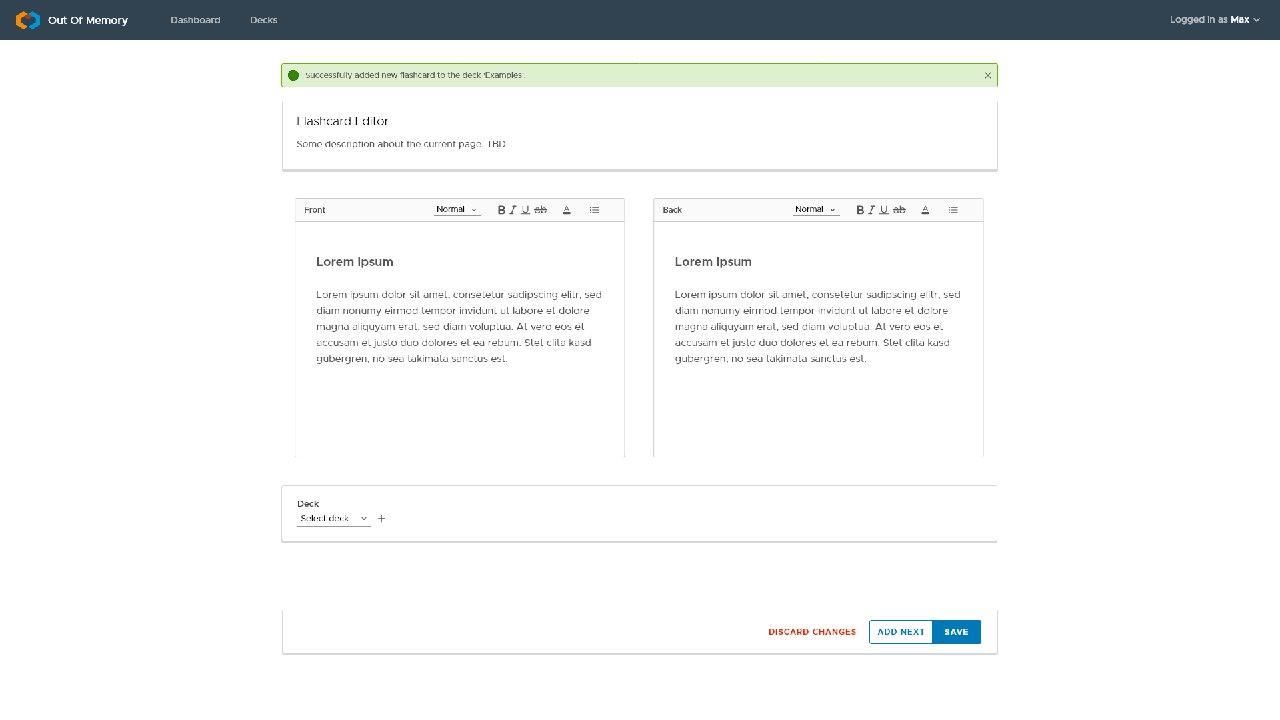 Out Of Memory
Dashboard
Decks
Logged in as Max
Successfully added new flashcard to the deck 'Examples'.
Flashcard Editor
Some description about the current page. TBD
Front
Normal
B I U ab A
Lorem Ipsum
Lorem ipsum dolor sit amet, consetetur sadipscing elitr, sed
diam nonumy eirmod tempor invidunt ut labore et dolore
magna aliquyam erat, sed diam voluptua. At vero eos et
accusam et justo duo dolores et ea rebum. Stet clita kasd
gubergren, no sea takimata sanctus est.
Back
Normal
B I U ab A
Lorem Ipsum
Lorem ipsum dolor sit amet, consetetur sadipscing elitr, sed
diam nonumy eirmod tempor invidunt ut labore et dolore
magna aliquyam erat, sed diam voluptua. At vero eos et
accusam et justo duo dolores et ea rebum. Stet clita kasd
gubergren, no sea takimata sanctus est.
Deck
Select deck
DISCARD CHANGES
ADD NEXT
SAVE